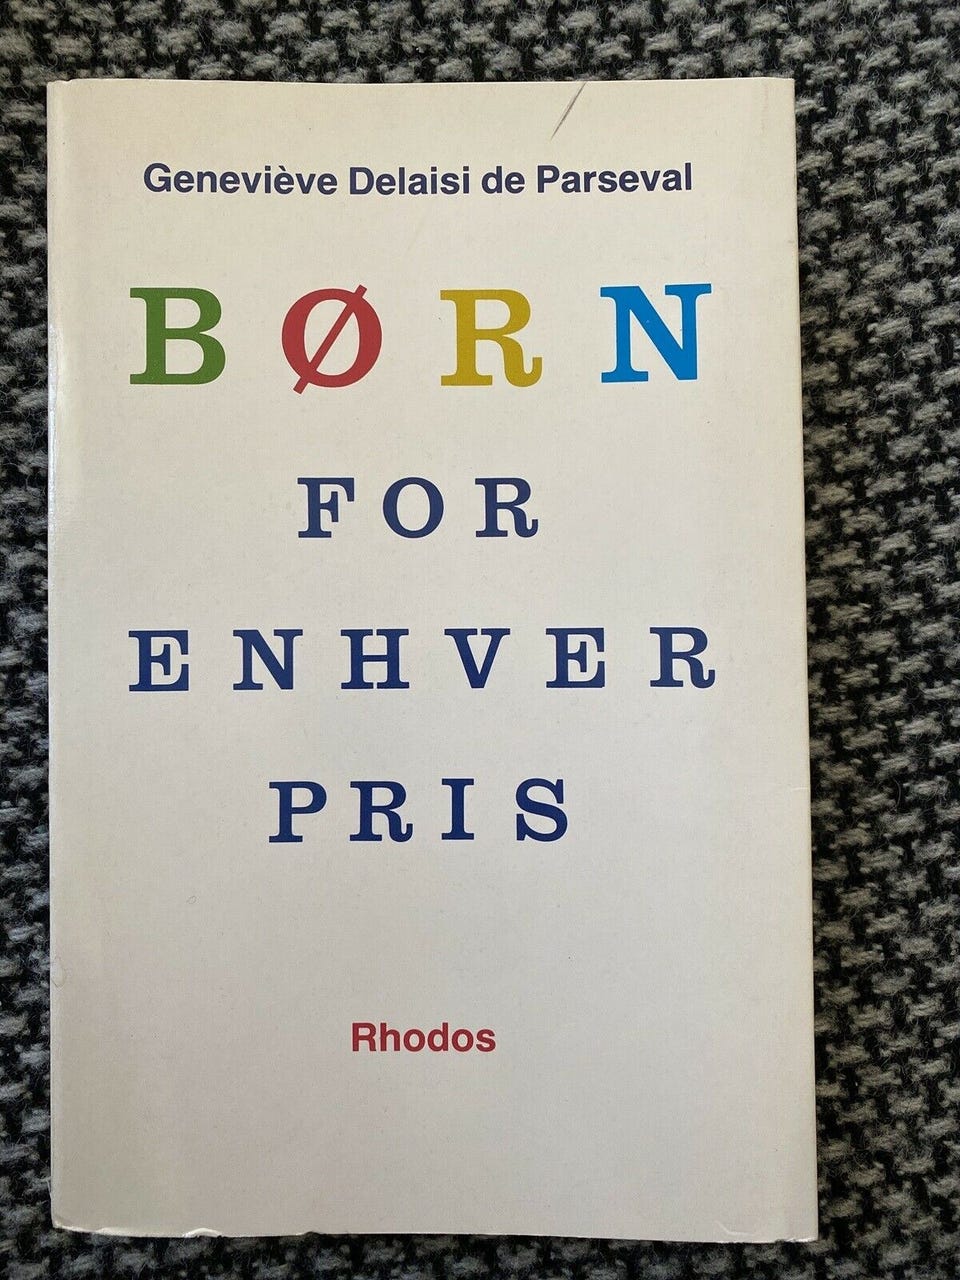 Geneviève Delaisi de Parseval
BØRN
FOR
ENHVER
PRIS
Rhodos